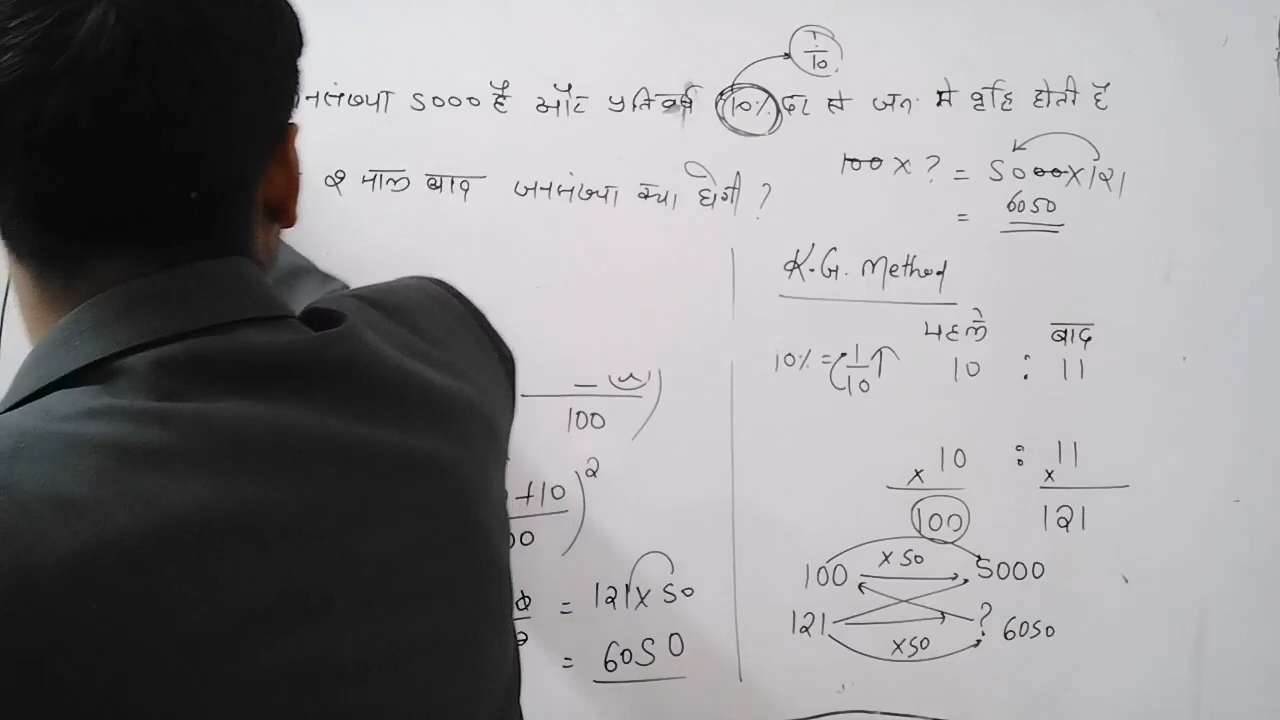 1/10
नसंख्या 5000 है और प्रतिवर्ष 10% दर से जन. में वृद्धि होती है
२ साल बाद जनसंख्या क्या होगी ?
100 x ? = 5000 x 121
= 6050
100
+10
00
)²
= 121 x 50
= 6050
K.G. Method
पहले बाद
10% = 1/10 ↑ 10 : 11
10 : 11
x x
100 121
100 x 50 5000
121 x 50 ? 6050